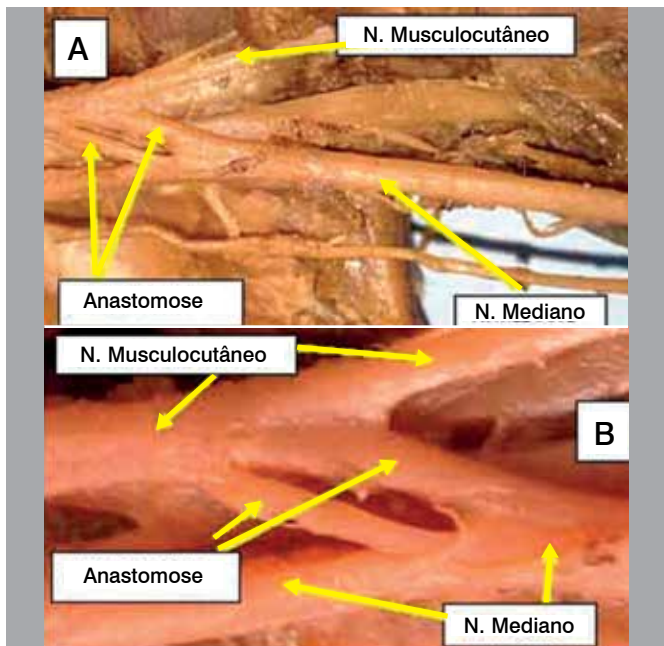 A
N. Musculocutâneo
Anastomose
N. Mediano
N. Musculocutâneo
B
Anastomose
N. Mediano